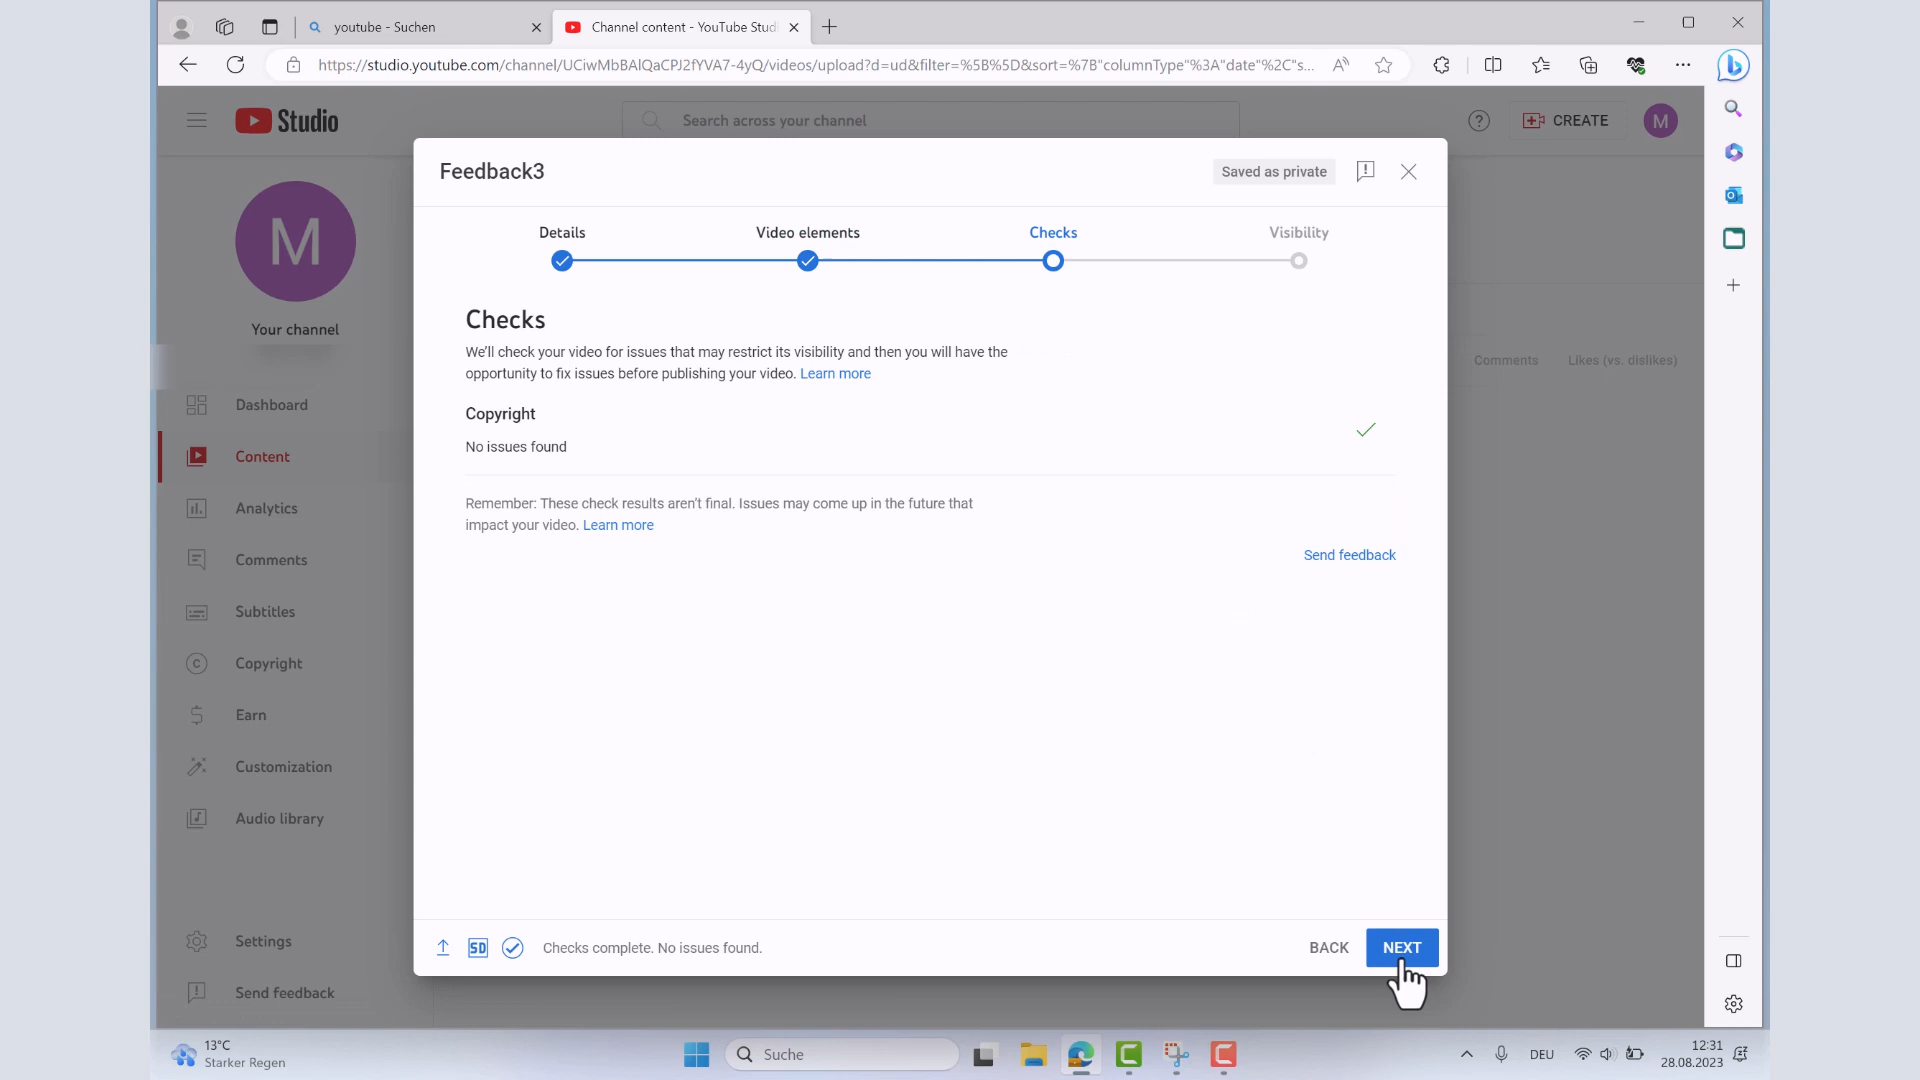 youtube - Suchen
Channel content - YouTube Stud
https://studio.youtube.com/channel/UCiwMbBAlQaCPJ2fYVA7-4yQ/videos/upload?d=ud&filter=%5B%5D&sort=%7B"columnType"%3A"date"%2C"s...
Studio
Search across your channel
CREATE
M
Feedback3
Saved as private
Details
Video elements
Checks
Visibility
M
Your channel
Checks
We'll check your video for issues that may restrict its visibility and then you will have the
opportunity to fix issues before publishing your video. Learn more
Copyright
No issues found
Remember: These check results aren't final. Issues may come up in the future that
impact your video. Learn more
Send feedback
Comments
Likes (vs. dislikes)
Dashboard
Content
Analytics
Comments
Subtitles
Copyright
Earn
Customization
Audio library
Settings
Send feedback
SD
Checks complete. No issues found.
BACK
NEXT
13°C
Starker Regen
Suche
DEU
12:31
28.08.2023